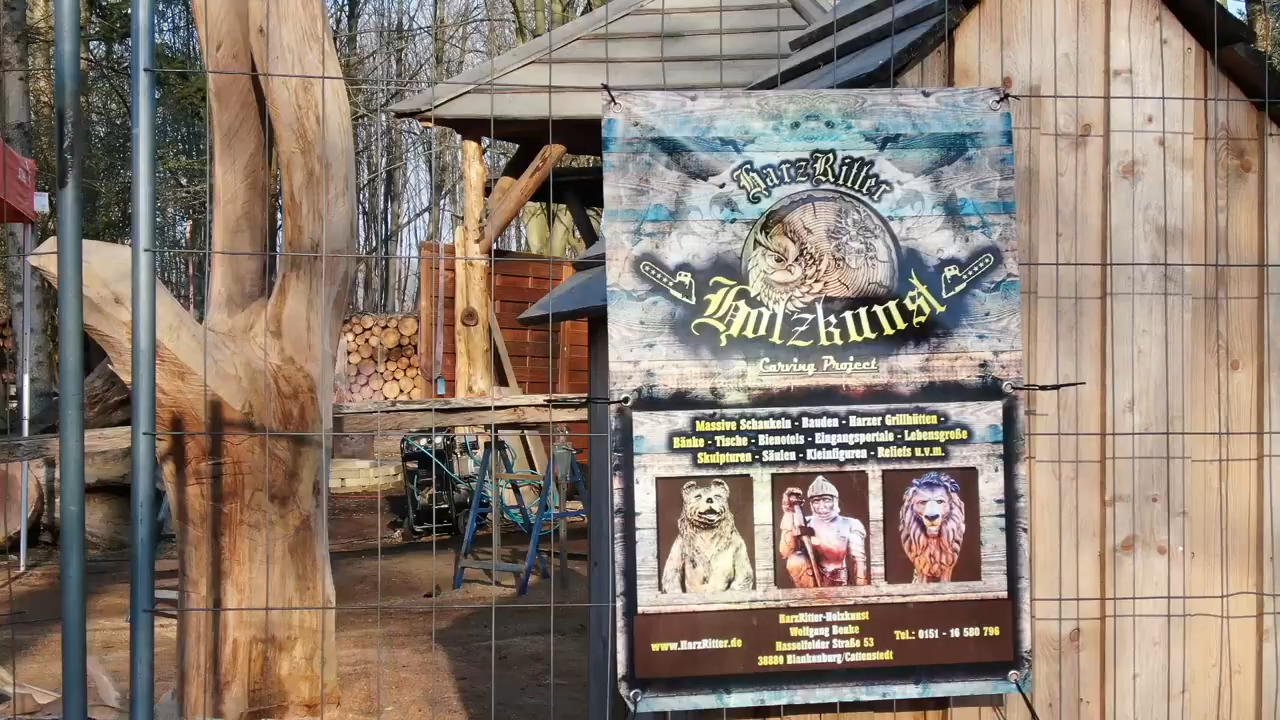 HarzRitter
Holzkunst
Carving Project
Massive Schaukeln - Bauden - Harzer Grillhütten -
Bänke - Tische - Bienotels - Eingangsportale - Lebensgroße
Skulpturen - Säulen - Kleinfiguren - Reliefs u.v.m.
HarzRitter-Holzkunst
Wolfgang Benke
Hasselfelder Straße 53
38889 Blankenburg/Cattenstedt
www.HarzRitter.de
Tel.: 0151 - 16 580 796